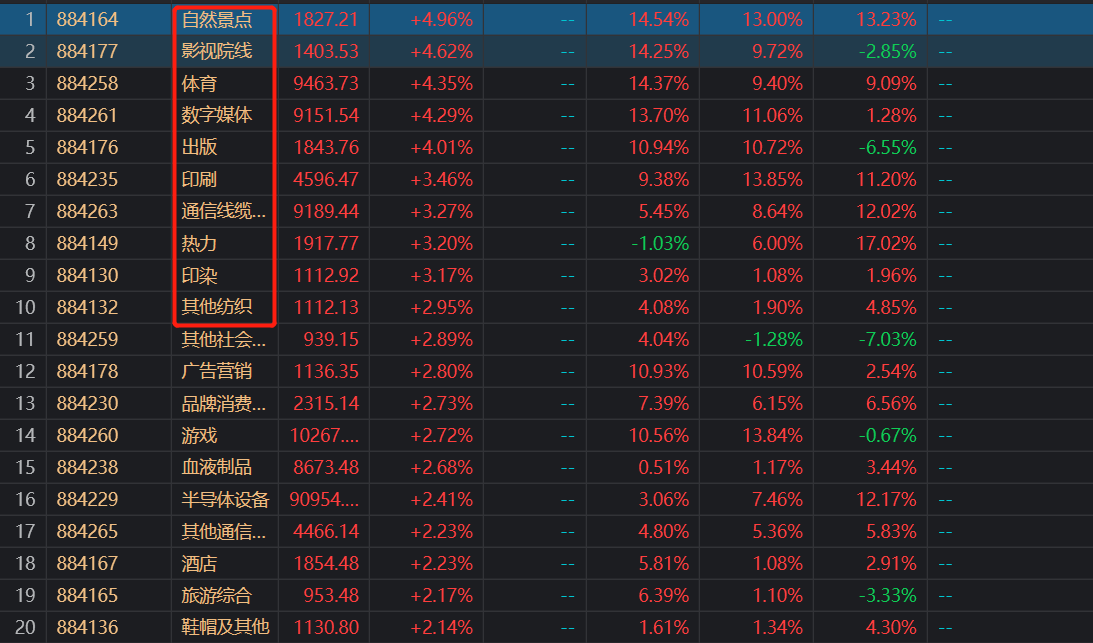 1 884164 自然景点 1827.21 +4.96% -- 14.54% 13.00% 13.23% --
2 884177 影视院线 1403.53 +4.62% -- 14.25% 9.72% -2.85% --
3 884258 体育 9463.73 +4.35% -- 14.37% 9.40% 9.09% --
4 884261 数字媒体 9151.54 +4.29% -- 13.70% 11.06% 1.28% --
5 884176 出版 1843.76 +4.01% -- 10.94% 10.72% -6.55% --
6 884235 印刷 4596.47 +3.46% -- 9.38% 13.85% 11.20% --
7 884263 通信线缆... 9189.44 +3.27% -- 5.45% 8.64% 12.02% --
8 884149 热力 1917.77 +3.20% -- -1.03% 6.00% 17.02% --
9 884130 印染 1112.92 +3.17% -- 3.02% 1.08% 1.96% --
10 884132 其他纺织 1112.13 +2.95% -- 4.08% 1.90% 4.85% --
11 884259 其他社会... 939.15 +2.89% -- 4.04% -1.28% -7.03% --
12 884178 广告营销 1136.35 +2.80% -- 10.93% 10.59% 2.54% --
13 884230 品牌消费... 2315.14 +2.73% -- 7.39% 6.15% 6.56% --
14 884260 游戏 10267.... +2.72% -- 10.56% 13.84% -0.67% --
15 884238 血液制品 8673.48 +2.68% -- 0.51% 1.17% 3.44% --
16 884229 半导体设备 90954.... +2.41% -- 3.06% 7.46% 12.17% --
17 884265 其他通信... 4466.14 +2.23% -- 4.80% 5.36% 5.83% --
18 884167 酒店 1854.48 +2.23% -- 5.81% 1.08% 2.91% --
19 884165 旅游综合 953.48 +2.17% -- 6.39% 1.10% -3.33% --
20 884136 鞋帽及其他 1130.80 +2.14% -- 1.61% 1.34% 4.30% --